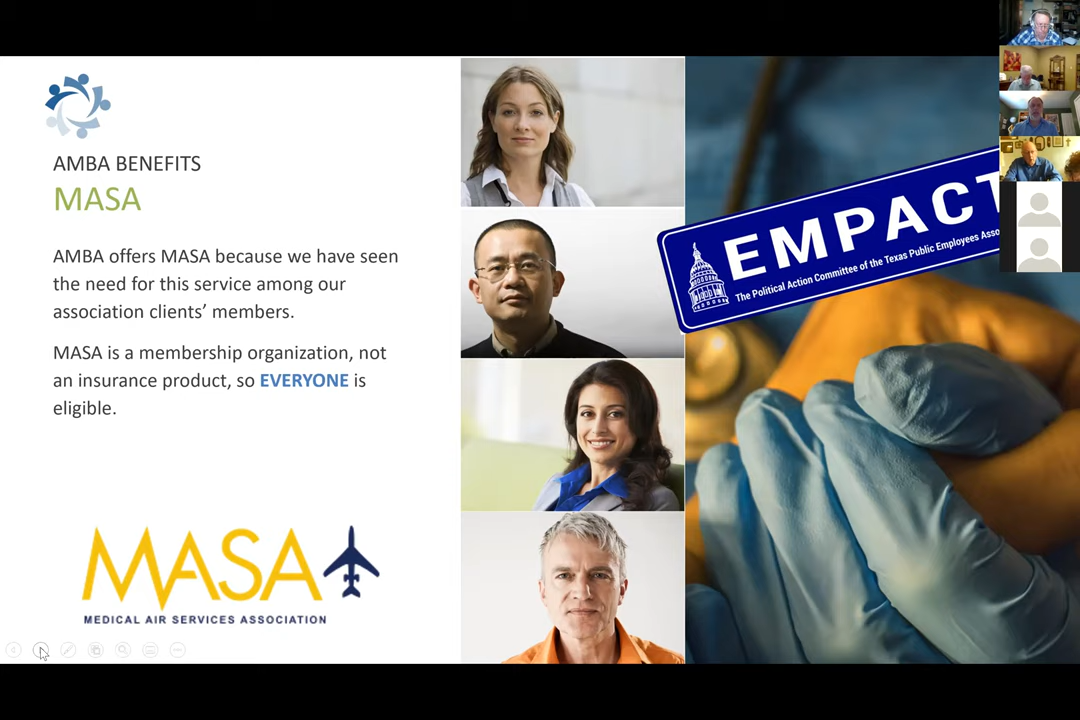 AMBA BENEFITS
MASA
AMBA offers MASA because we have seen
the need for this service among our
association clients’ members.
MASA is a membership organization, not
an insurance product, so EVERYONE is
eligible.
MASA
MEDICAL AIR SERVICES ASSOCIATION
EMPACT
The Political Action Committee of the Texas Public Employees Asso